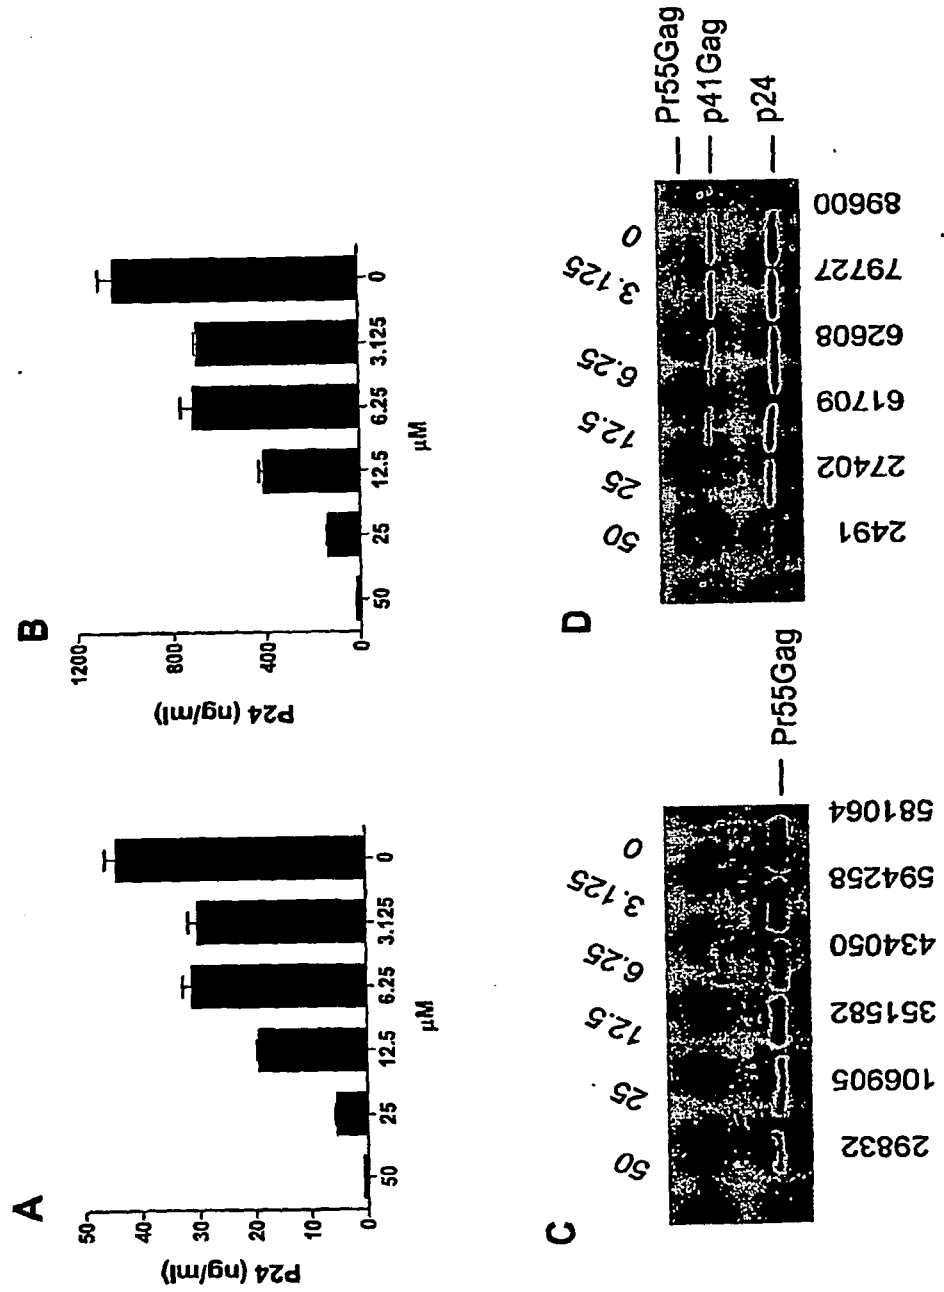 A
P24 (ng/ml)
50
40
30
20
10
0
50 25 12.5 6.25 3.125 0
µM
B
P24 (ng/ml)
1200
800
400
0
50 25 12.5 6.25 3.125 0
µM
C
50 25 12.5 6.25 3.125 0
Pr55Gag
29832 106905 351582 434050 594258 581064
D
50 25 12.5 6.25 3.125 0
Pr55Gag
p41Gag
p24
2491 27402 61709 62608 79727 89600